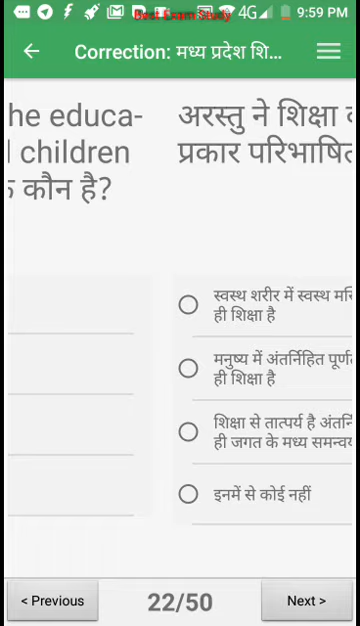 Best Exam Study
4G 9:59 PM
Correction: मध्य प्रदेश शि...
he educa-
children
कौन है?
अरस्तु ने शिक्षा
प्रकार परिभाषित
स्वस्थ शरीर में स्वस्थ
ही शिक्षा है
मनुष्य में अंतर्निहित
ही शिक्षा है
शिक्षा से तात्पर्य है
ही जगत के मध्य समन्वय
इनमें से कोई नहीं
< Previous
22/50
Next >